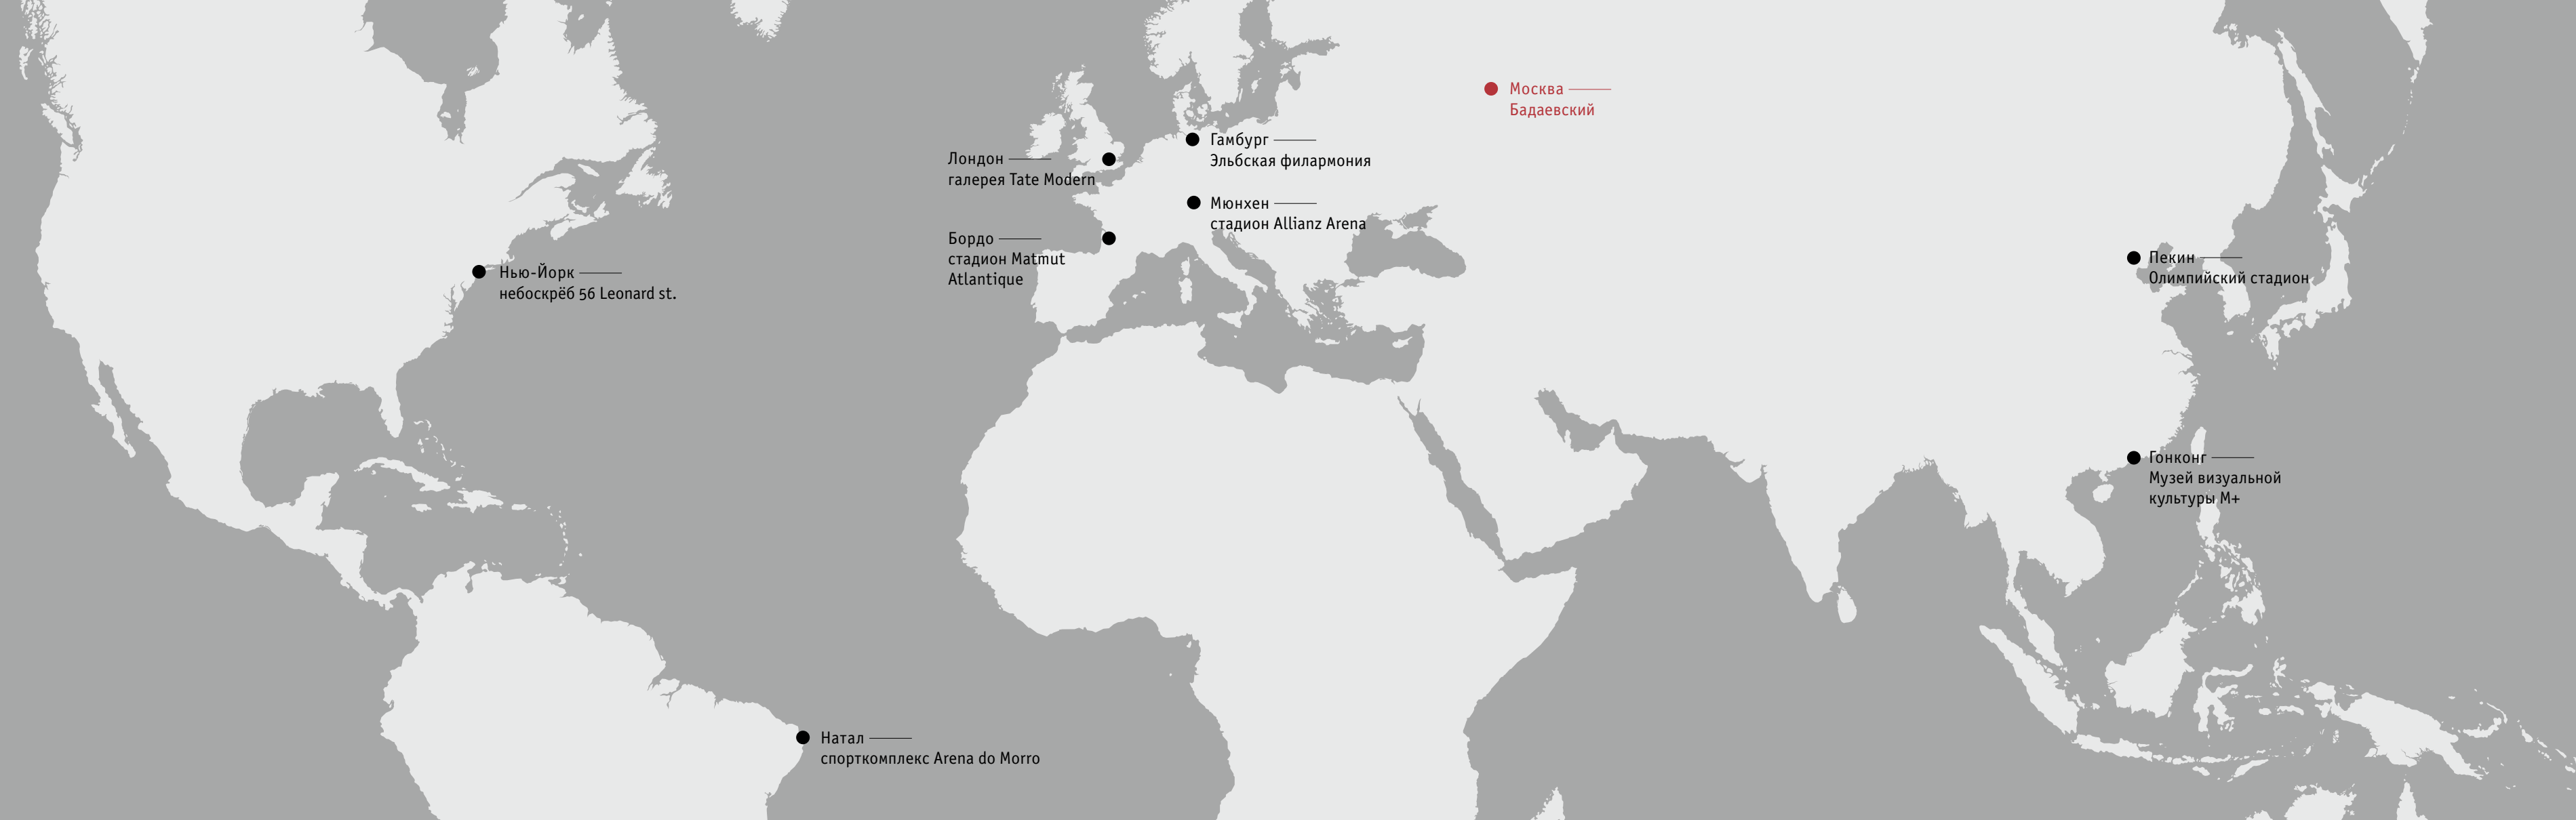 Москва
Бадаевский
Гамбург
Эльбская филармония
Лондон
галерея Tate Modern
Мюнхен
стадион Allianz Arena
Бордо
стадион Matmut
Atlantique
Нью-Йорк
небоскрёб 56 Leonard st.
Пекин
Олимпийский стадион
Гонконг
Музей визуальной
культуры М+
Натал
спорткомплекс Arena do Morro